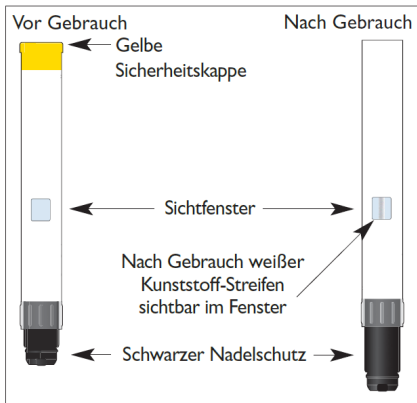 Vor Gebrauch
Nach Gebrauch
Gelbe
Sicherheitskappe
Sichtfenster
Nach Gebrauch weißer
Kunststoff-Streifen
sichtbar im Fenster
Schwarzer Nadelschutz